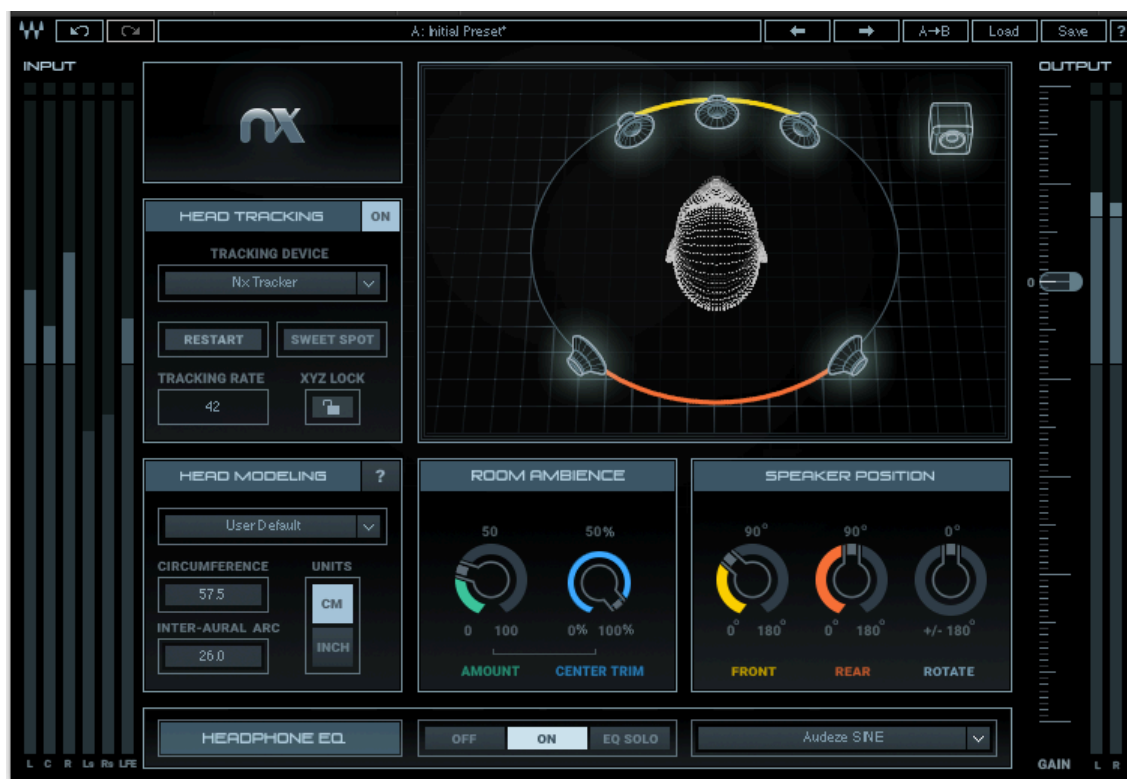 A: Initial Preset*
A→B
Load
Save
?
INPUT
OUTPUT
nx
HEAD TRACKING
ON
TRACKING DEVICE
Nx Tracker
RESTART
SWEET SPOT
TRACKING RATE
XYZ LOCK
42
0
HEAD MODELING
?
User Default
CIRCUMFERENCE
UNITS
57.5
CM
INTER-AURAL ARC
26.0
INCH
ROOM AMBIENCE
50
50%
0
100
0%
100%
AMOUNT
CENTER TRIM
SPEAKER POSITION
90°
90°
0°
0°
180°
0°
180°
+/- 180°
FRONT
REAR
ROTATE
HEADPHONE EQ
OFF
ON
EQ SOLO
Audeze SINE
L C R Ls Rs LFE
GAIN
L R